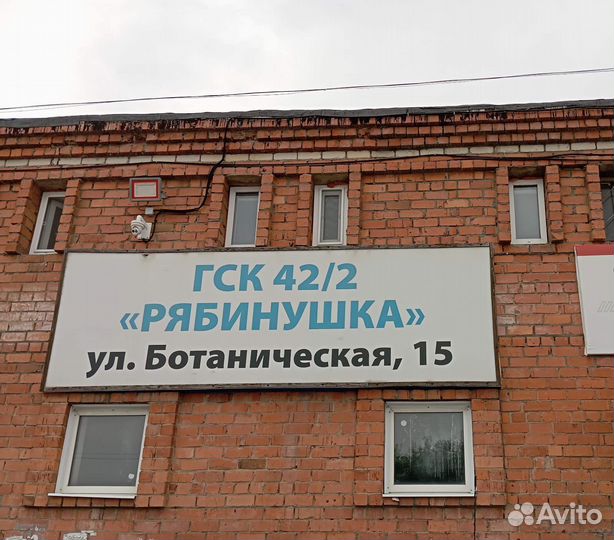 ГСК 42/2
«РЯБИНУШКА»
ул. Ботаническая, 15
Avito